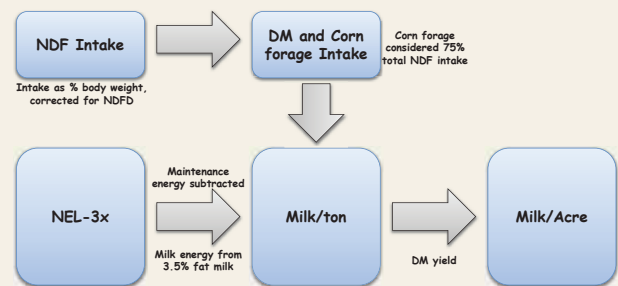 NDF Intake
Intake as % body weight,
corrected for NDFD
DM and Corn
forage Intake
Corn forage
considered 75%
total NDF intake
NEL-3x
Maintenance
energy subtracted
Milk energy from
3.5% fat milk
Milk/ton
DM yield
Milk/Acre